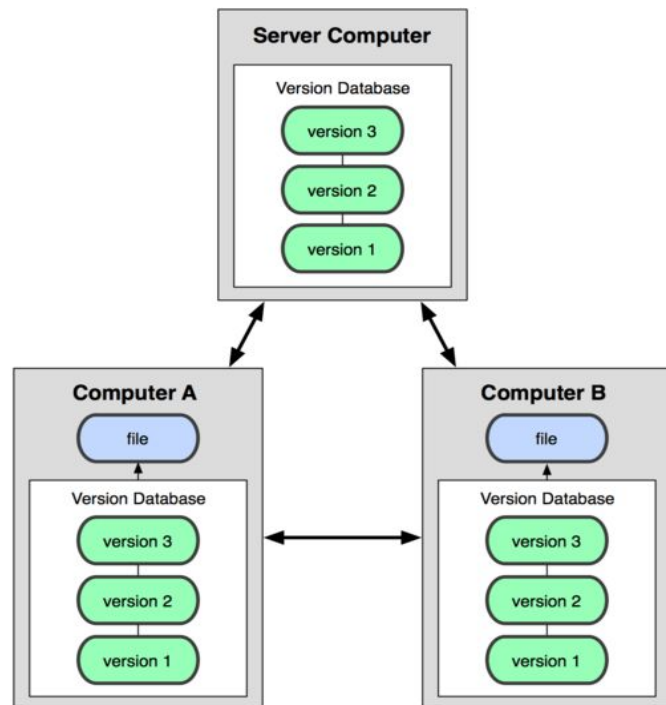 Server Computer
Version Database
version 3
version 2
version 1
Computer A
file
Version Database
version 3
version 2
version 1
Computer B
file
Version Database
version 3
version 2
version 1